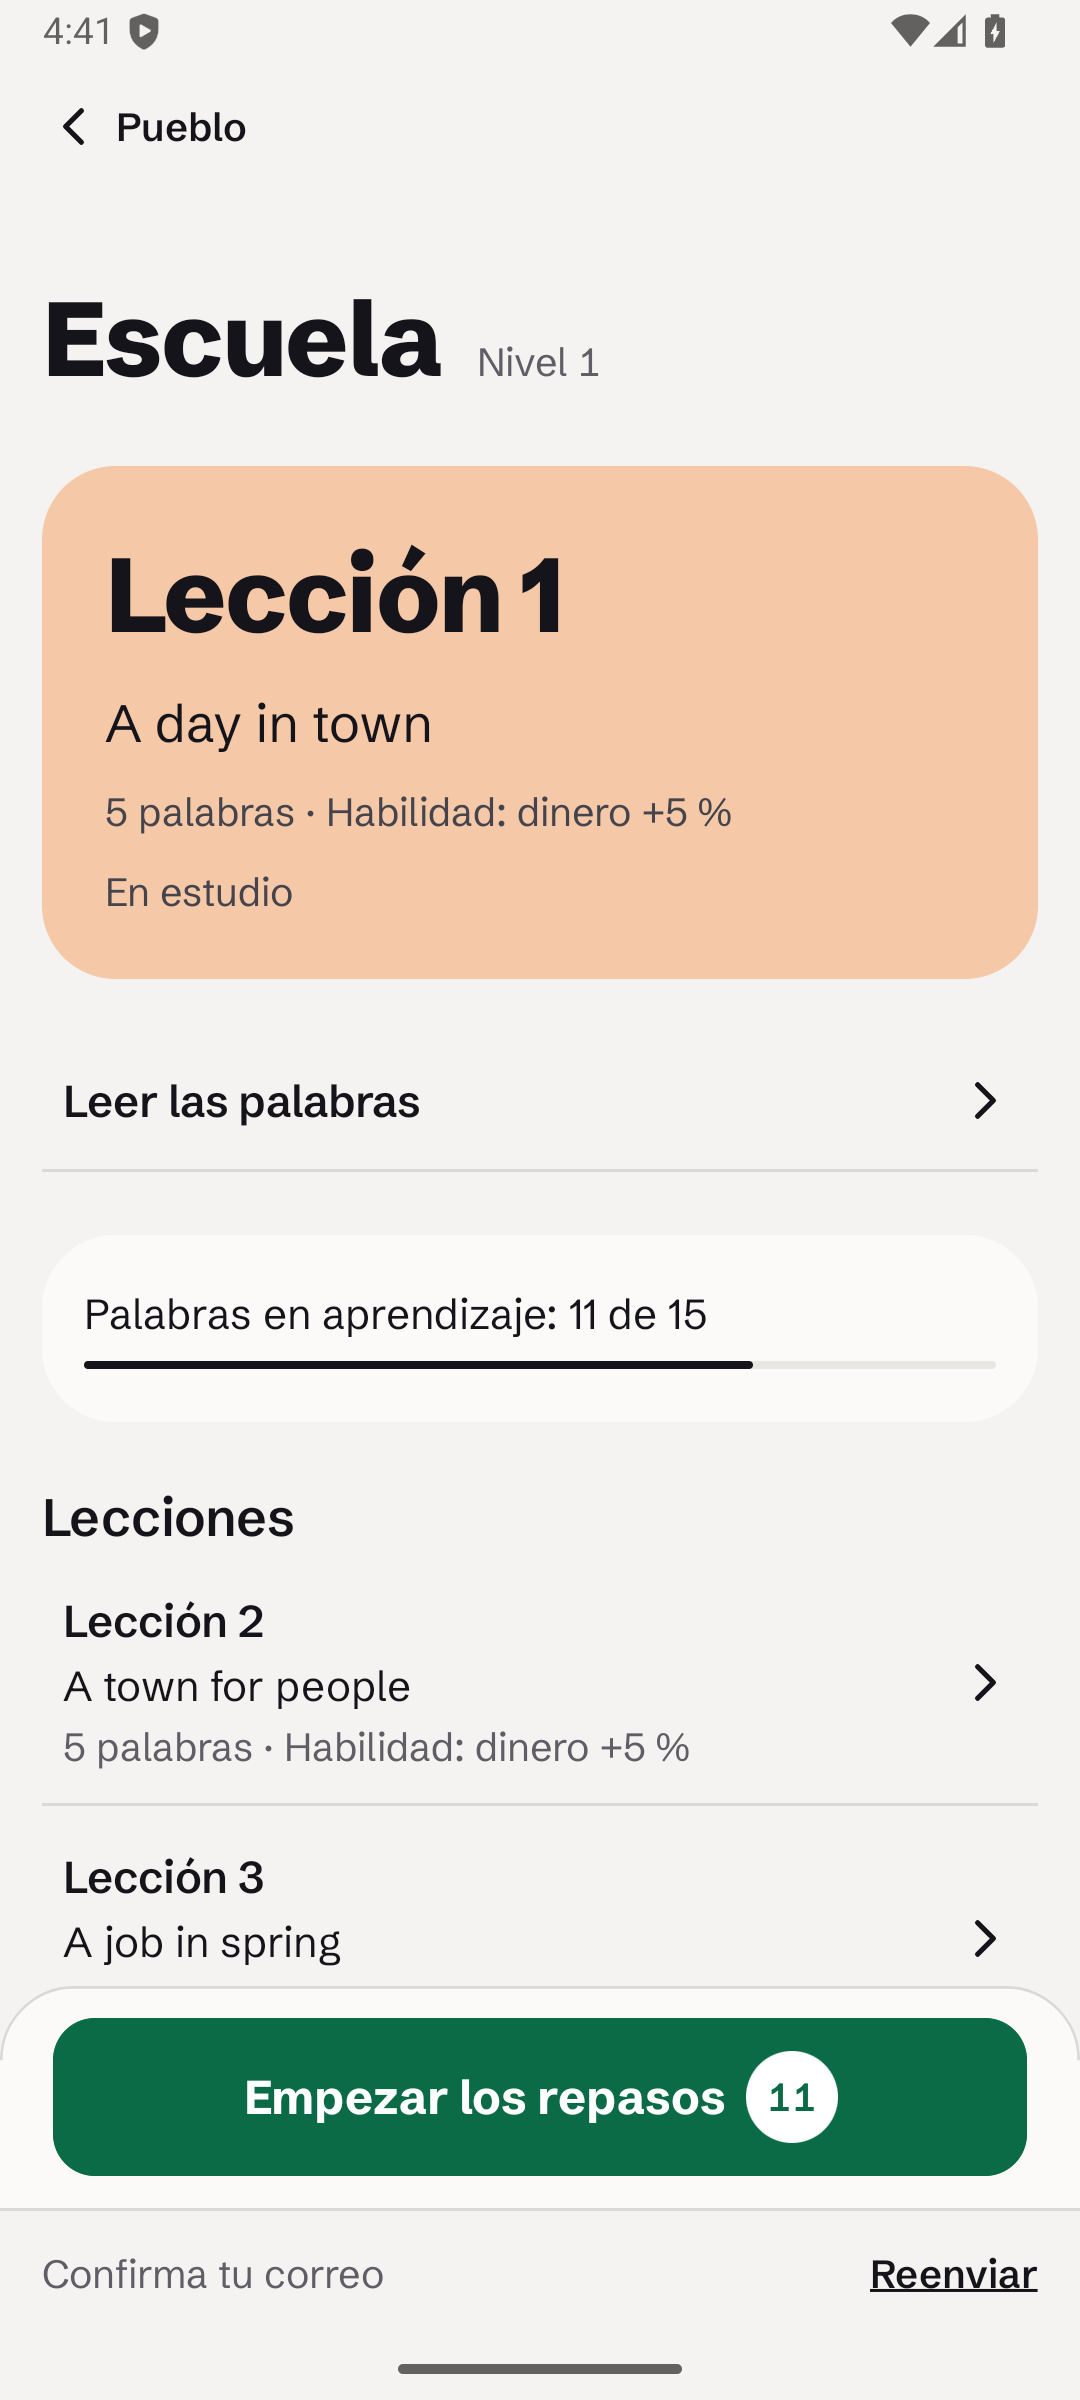 4:41
Pueblo
Escuela Nivel 1
Lección 1
A day in town
5 palabras · Habilidad: dinero +5 %
En estudio
Leer las palabras
Palabras en aprendizaje: 11 de 15
Lecciones
Lección 2
A town for people
5 palabras · Habilidad: dinero +5 %
Lección 3
A job in spring
Empezar los repasos 11
Confirma tu correo Reenviar